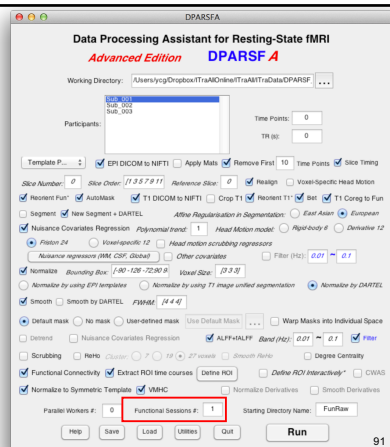 DPARSFA
Data Processing Assistant for Resting-State fMRI
Advanced Edition DPARSF A
Working Directory: /Users/ycg/Dropbox/ITraAllOnline/ITraAll/ITraData/DPARSF_ ...
Sub_001
Sub_002
Sub_003
Participants:
Time Points: 0
TR (s): 0
Template P... EPI DICOM to NIFTI Apply Mats Remove First 10 Time Points Slice Timing
Slice Number: 0 Slice Order: [1 3 5 7 9 11 Reference Slice: 0 Realign Voxel-Specific Head Motion
Reorient Fun* AutoMask T1 DICOM to NIFTI Crop T1 Reorient T1* Bet T1 Coreg to Fun
Segment New Segment + DARTEL Affine Regularisation in Segmentation: East Asian European
Nuisance Covariates Regression Polynomial trend: 1 Head Motion model: Rigid-body 6 Derivative 12
Friston 24 Voxel-specific 12 Head motion scrubbing regressors
Nuisance regressors (WM, CSF, Global) Other covariates Filter (Hz): 0.01 ~ 0.1
Normalize Bounding Box: [-90 -126 -72;90 9 Voxel Size: [3 3 3]
Normalize by using EPI templates Normalize by using T1 image unified segmentation Normalize by DARTEL
Smooth Smooth by DARTEL FWHM: [4 4 4]
Default mask No mask User-defined mask Use Default Mask ... Warp Masks into Individual Space
Detrend Nuisance Covariates Regression ALFF+fALFF Band (Hz): 0.01 ~ 0.1 Filter
Scrubbing ReHo Cluster: 7 19 27 voxels Smooth ReHo Degree Centrality
Functional Connectivity Extract ROI time courses Define ROI Define ROI Interactively* CWAS
Normalize to Symmetric Template VMHC Normalize Derivatives Smooth Derivatives
Parallel Workers #: 0 Functional Sessions #: 1 Starting Directory Name: FunRaw
Help Save Load Utilities Quit Run
91